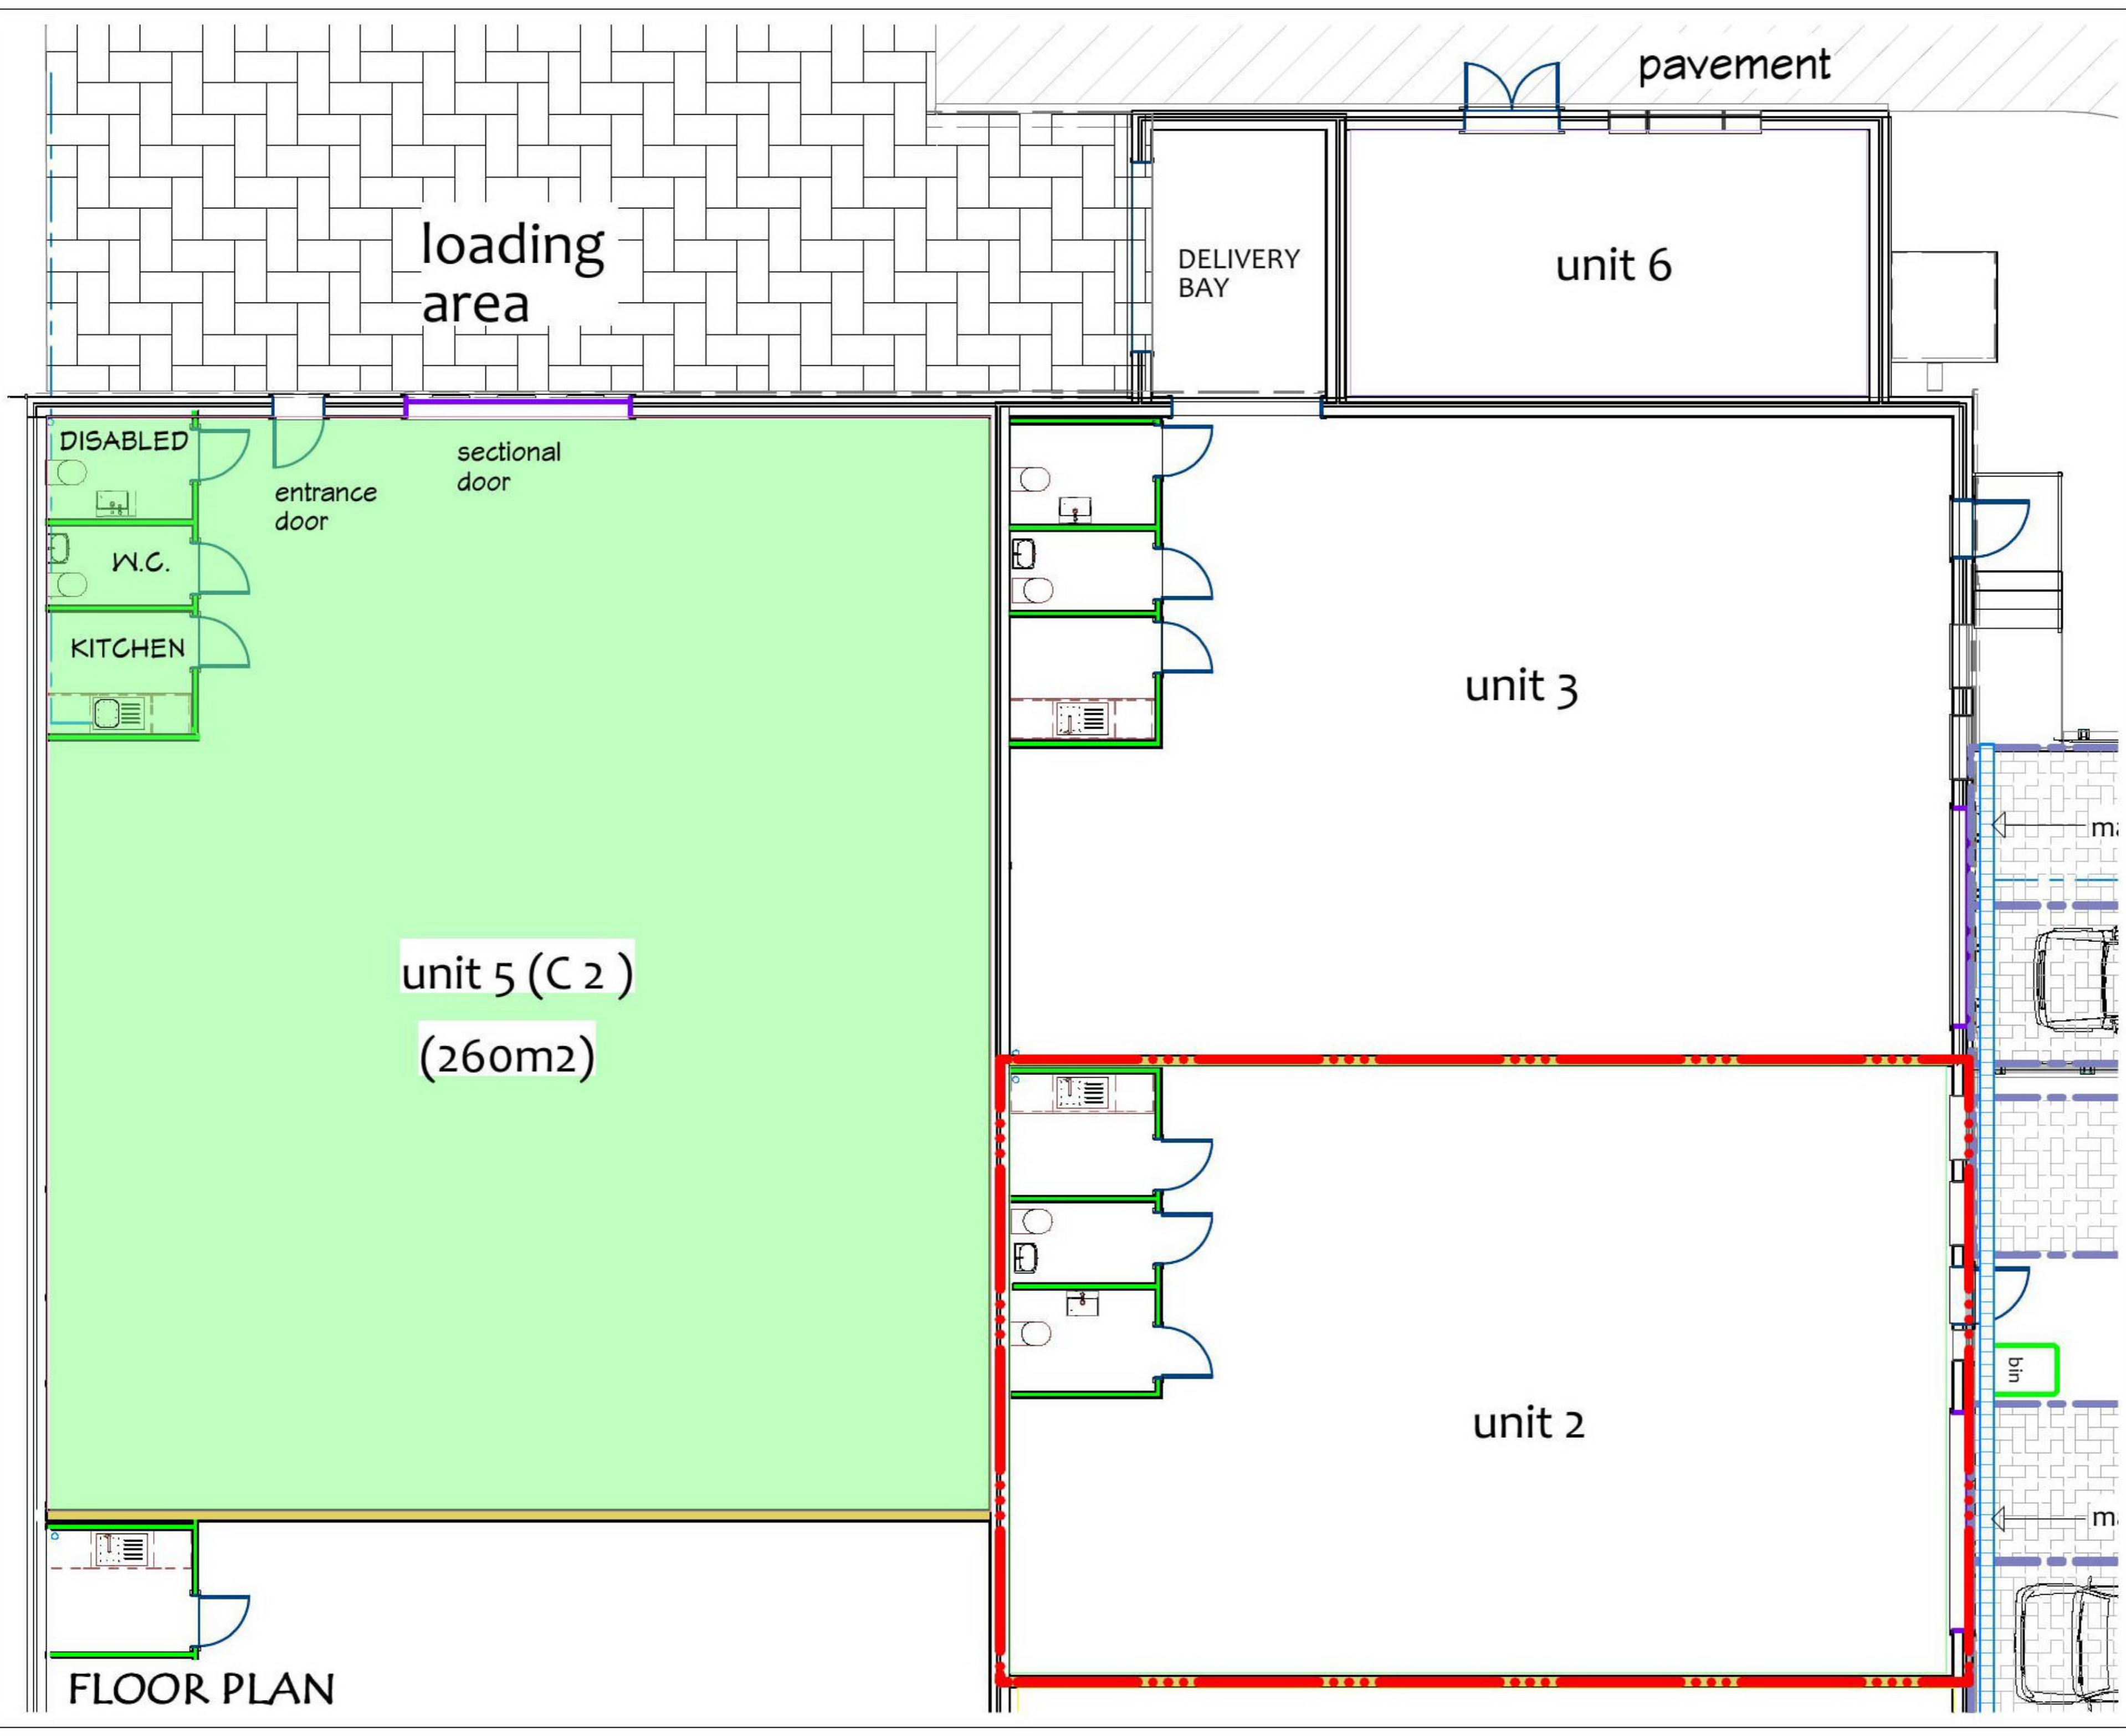 pavement
loading
area
DELIVERY
BAY
unit 6
DISABLED
sectional
door
entrance
door
W.C.
KITCHEN
unit 3
unit 5 (C 2 )
(260m2)
bin
unit 2
FLOOR PLAN